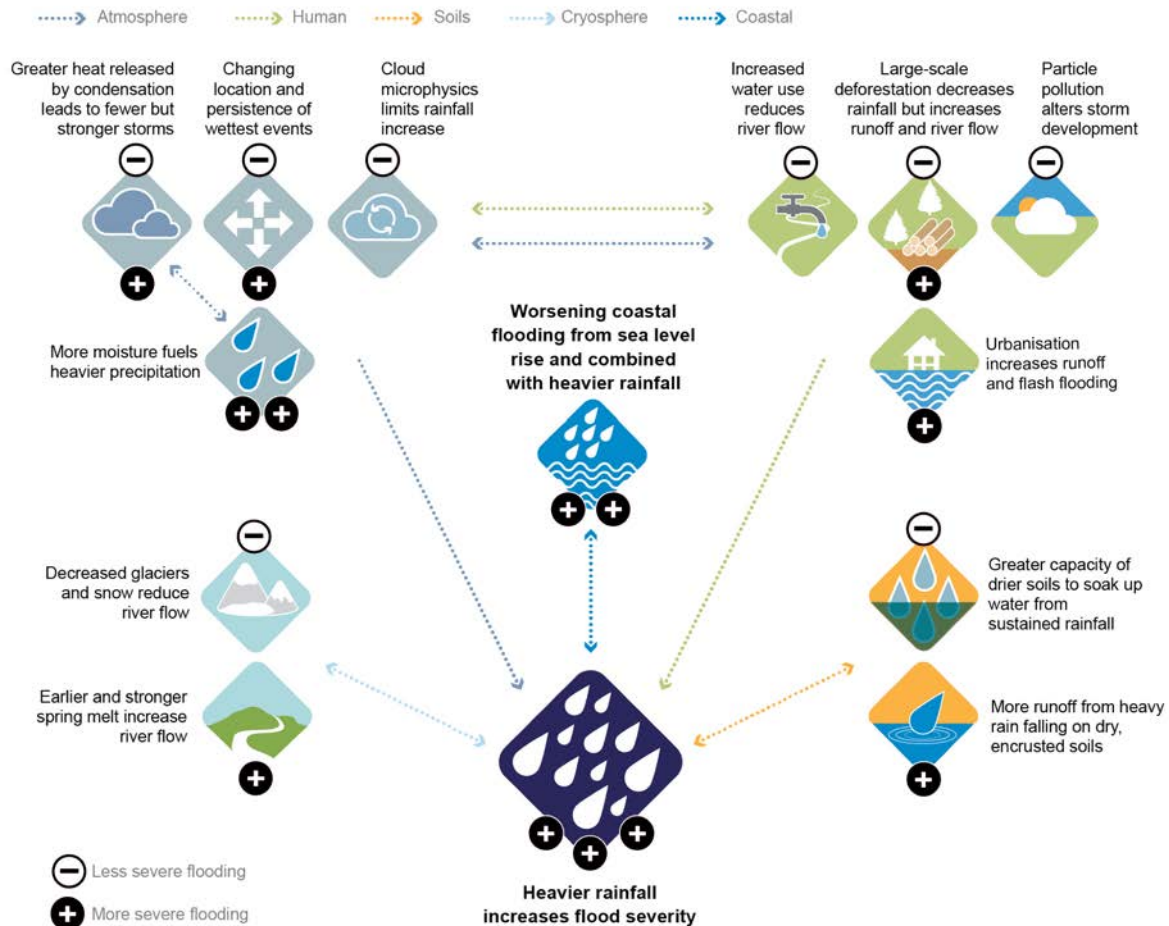 Atmosphere
Human
Soils
Cryosphere
Coastal
Greater heat released
by condensation
leads to fewer but
stronger storms
Changing
location and
persistence of
wettest events
Cloud
microphysics
limits rainfall
increase
Increased
water use
reduces
river flow
Large-scale
deforestation decreases
rainfall but increases
runoff and river flow
Particle
pollution
alters storm
development
More moisture fuels
heavier precipitation
Worsening coastal
flooding from sea level
rise and combined
with heavier rainfall
Urbanisation
increases runoff
and flash flooding
Decreased glaciers
and snow reduce
river flow
Greater capacity of
drier soils to soak up
water from
sustained rainfall
Earlier and stronger
spring melt increase
river flow
More runoff from heavy
rain falling on dry,
encrusted soils
Less severe flooding
More severe flooding
Heavier rainfall
increases flood severity